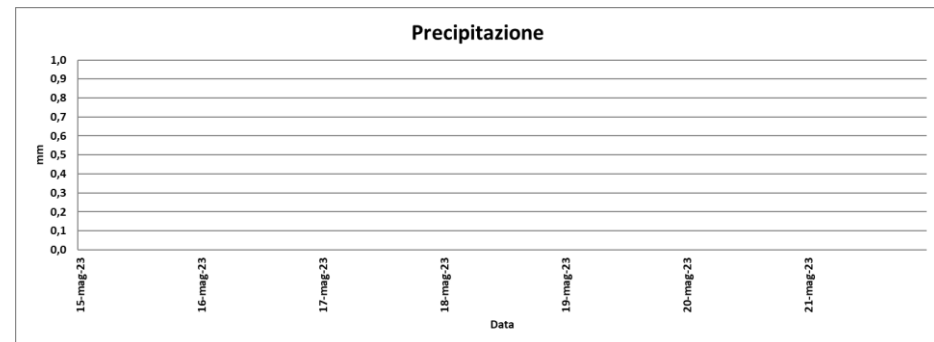 Precipitazione
1,0
0,9
0,8
0,7
0,6
0,5
0,4
0,3
0,2
0,1
0,0
mm
15-mag-23
16-mag-23
17-mag-23
18-mag-23
19-mag-23
20-mag-23
21-mag-23
Data